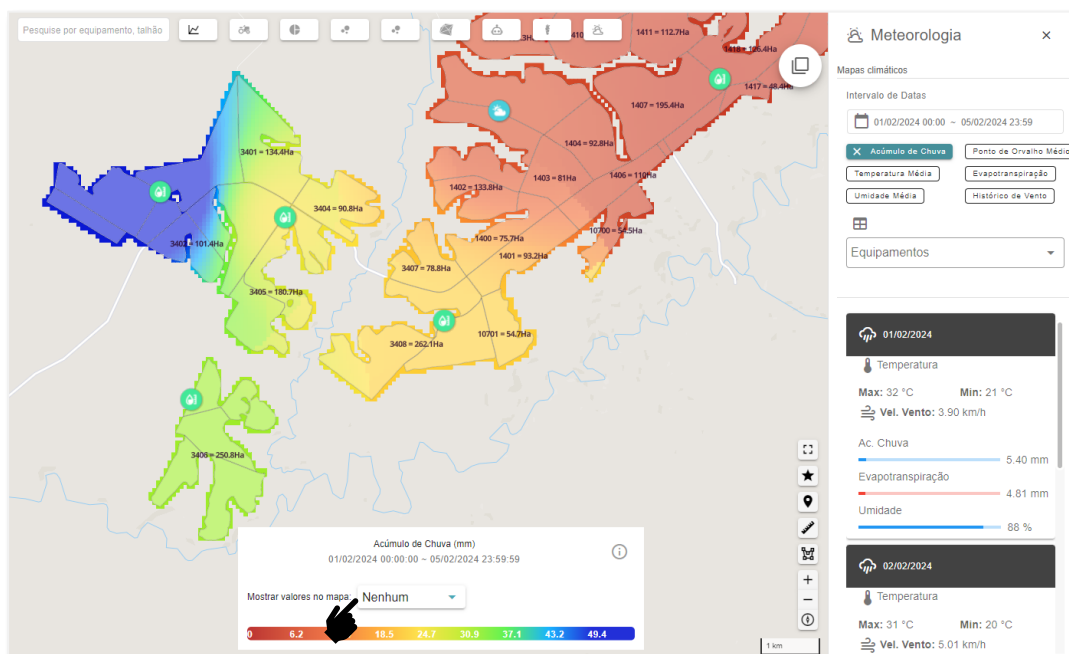 Pesquise por equipamento, talhão
1411 = 112.7Ha
1418 = 106.4Ha
1417 = 48.4Ha
1407 = 195.4Ha
1404 = 92.8Ha
3401 = 134.4Ha
1403 = 81Ha
1406 = 110Ha
1402 = 133.8Ha
3404 = 90.8Ha
10700 = 54.5Ha
1400 = 75.7Ha
3402 = 101.4Ha
1401 = 93.2Ha
3407 = 78.8Ha
3405 = 180.7Ha
10701 = 54.7Ha
3408 = 262.1Ha
3406 = 250.8Ha
Acúmulo de Chuva (mm)
01/02/2024 00:00:00 ~ 05/02/2024 23:59:59
Mostrar valores no mapa:
Nenhum
0 6.2 18.5 24.7 30.9 37.1 43.2 49.4
1 km
Meteorologia
Mapas climáticos
Intervalo de Datas
01/02/2024 00:00 ~ 05/02/2024 23:59
Acúmulo de Chuva
Ponto de Orvalho Médio
Temperatura Média
Evapotranspiração
Umidade Média
Histórico de Vento
Equipamentos
01/02/2024
Temperatura
Max: 32 °C Min: 21 °C
Vel. Vento: 3.90 km/h
Ac. Chuva
5.40 mm
Evapotranspiração
4.81 mm
Umidade
88 %
02/02/2024
Temperatura
Max: 31 °C Min: 20 °C
Vel. Vento: 5.01 km/h